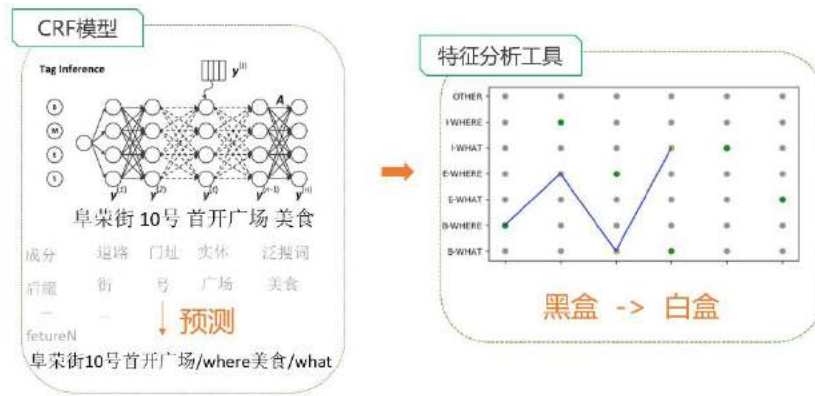 CRF模型
Tag Inference
y^(t)
A
B
M
E
S
y^(1) y^(2) y^(t) y^(n-1) y^(n)
阜荣街 10号 首开广场 美食
成分 道路 门址 实体 泛搜词
后缀 街 号 广场 美食
... ...
fetureN
预测
阜荣街10号首开广场/where美食/what
特征分析工具
OTHER
I-WHERE
I-WHAT
E-WHERE
E-WHAT
B-WHERE
B-WHAT
黑盒 -> 白盒